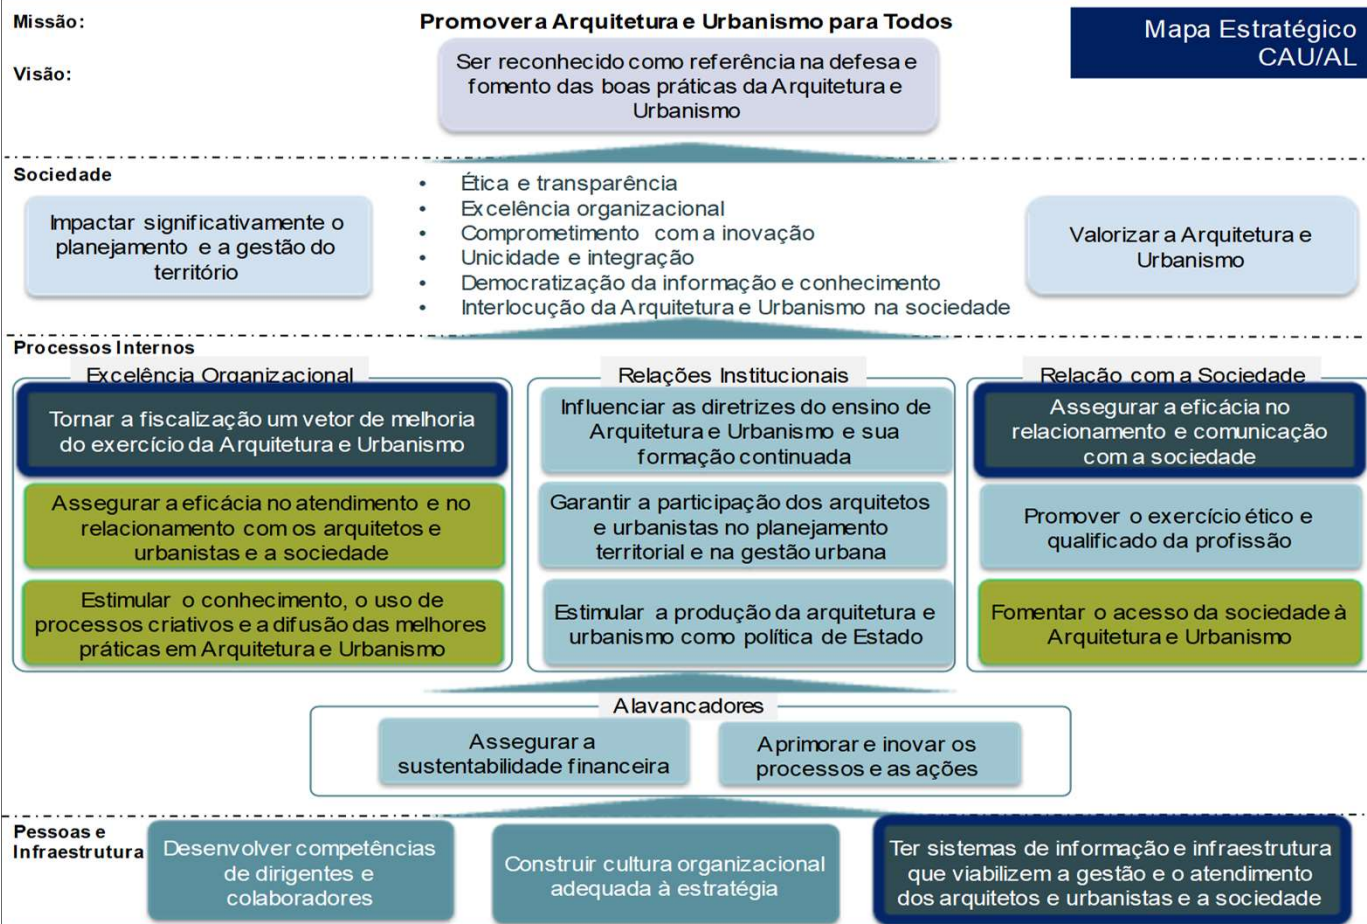 Missão:
Promover a Arquitetura e Urbanismo para Todos
Mapa Estratégico
CAU/AL
Visão:
Ser reconhecido como referência na defesa e
fomento das boas práticas da Arquitetura e
Urbanismo
Sociedade
Impactar significativamente o
planejamento e a gestão do
território
• Ética e transparência
• Excelência organizacional
• Comprometimento com a inovação
• Unicidade e integração
• Democratização da informação e conhecimento
• Interlocução da Arquitetura e Urbanismo na sociedade
Valorizar a Arquitetura e
Urbanismo
Processos Internos
Excelência Organizacional
Tornar a fiscalização um vetor de melhoria
do exercício da Arquitetura e Urbanismo
Assegurar a eficácia no atendimento e no
relacionamento com os arquitetos e
urbanistas e a sociedade
Estimular o conhecimento, o uso de
processos criativos e a difusão das melhores
práticas em Arquitetura e Urbanismo
Relações Institucionais
Influenciar as diretrizes do ensino de
Arquitetura e Urbanismo e sua
formação continuada
Garantir a participação dos arquitetos
e urbanistas no planejamento
territorial e na gestão urbana
Estimular a produção da arquitetura e
urbanismo como política de Estado
Relação com a Sociedade
Assegurar a eficácia no
relacionamento e comunicação
com a sociedade
Promover o exercício ético e
qualificado da profissão
Fomentar o acesso da sociedade à
Arquitetura e Urbanismo
Alavancadores
Assegurar a
sustentabilidade financeira
Aprimorar e inovar os
processos e as ações
Pessoas e
Infraestrutura
Desenvolver competências
de dirigentes e
colaboradores
Construir cultura organizacional
adequada à estratégia
Ter sistemas de informação e infraestrutura
que viabilizem a gestão e o atendimento
dos arquitetos e urbanistas e a sociedade